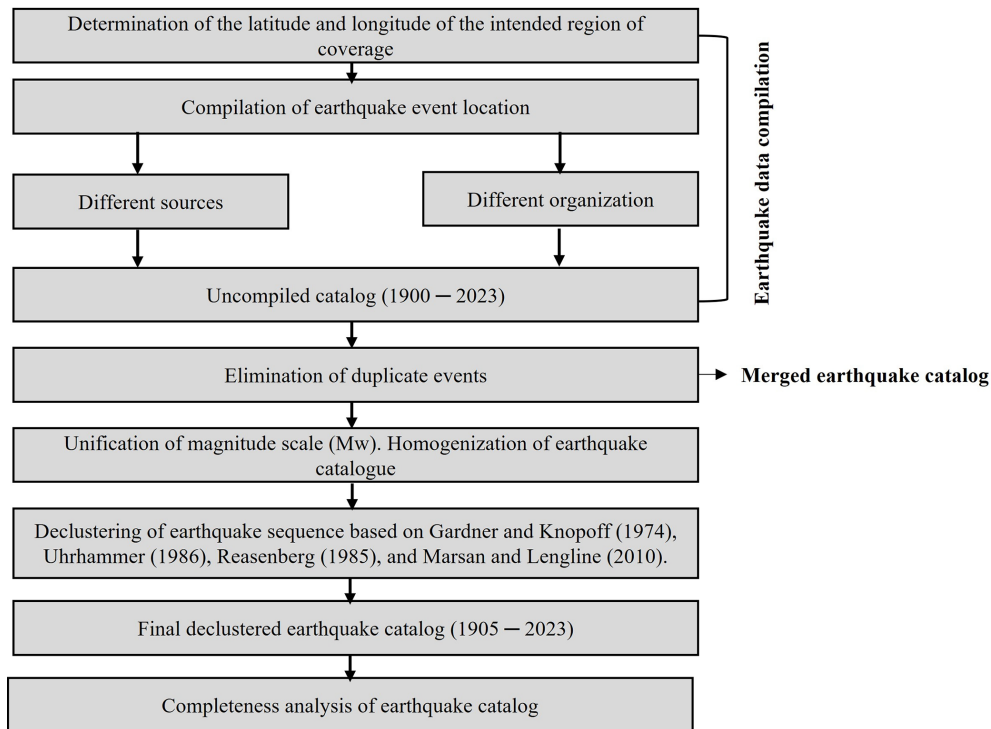 Determination of the latitude and longitude of the intended region of
coverage
Compilation of earthquake event location
Different sources
Different organization
Uncompiled catalog (1900 — 2023)
Earthquake data compilation
Elimination of duplicate events
Merged earthquake catalog
Unification of magnitude scale (Mw). Homogenization of earthquake
catalogue
Declustering of earthquake sequence based on Gardner and Knopoff (1974),
Uhrhammer (1986), Reasenberg (1985), and Marsan and Lengline (2010).
Final declustered earthquake catalog (1905 — 2023)
Completeness analysis of earthquake catalog